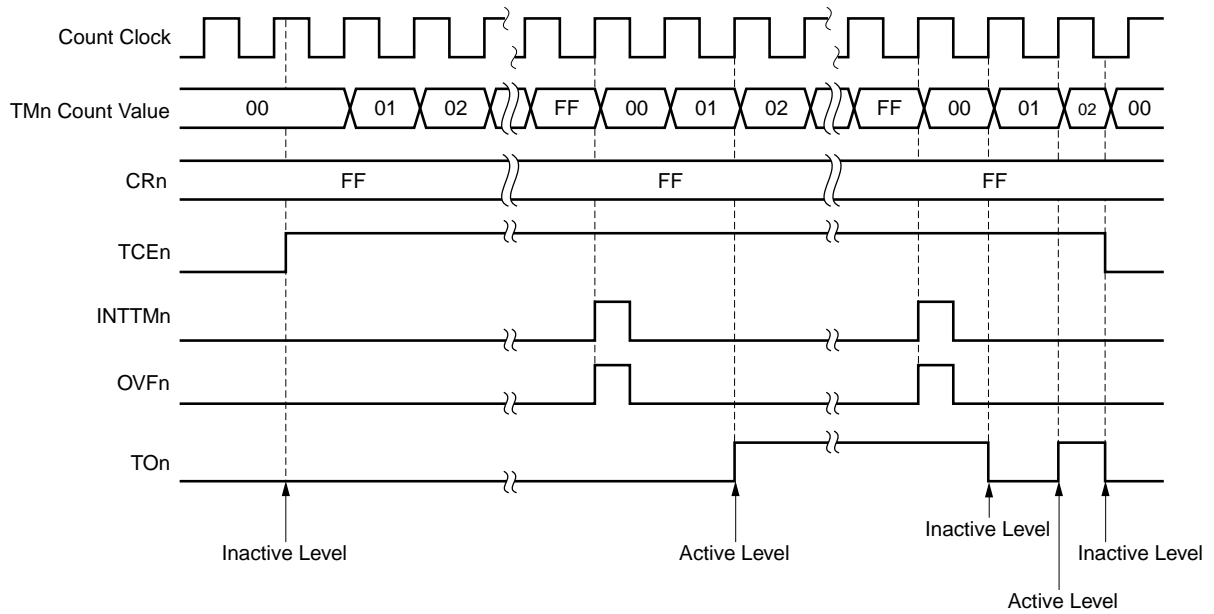 Count Clock
TMn Count Value 00 01 02 FF 00 01 02 FF 00 01 02 00
CRn FF FF FF
TCEn
INTTMn
OVFn
TOn
Inactive Level Active Level Inactive Level Inactive Level
Active Level